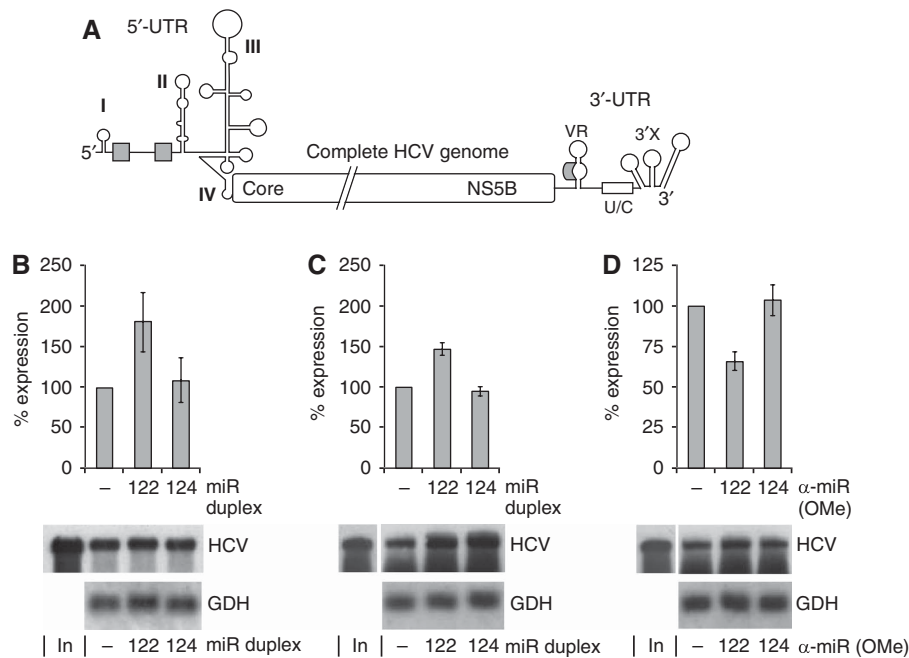 A
5′-UTR
I
II
III
IV
5′
Complete HCV genome
Core
NS5B
3′-UTR
VR
3′X
U/C
3′
B
% expression
250
200
150
100
50
0
– 122 124 miR
duplex
HCV
GDH
In – 122 124 miR duplex
C
% expression
250
200
150
100
50
0
– 122 124 miR
duplex
HCV
GDH
In – 122 124 miR duplex
D
% expression
125
100
75
50
25
0
– 122 124 α-miR
(OMe)
HCV
GDH
In – 122 124 α-miR (OMe)